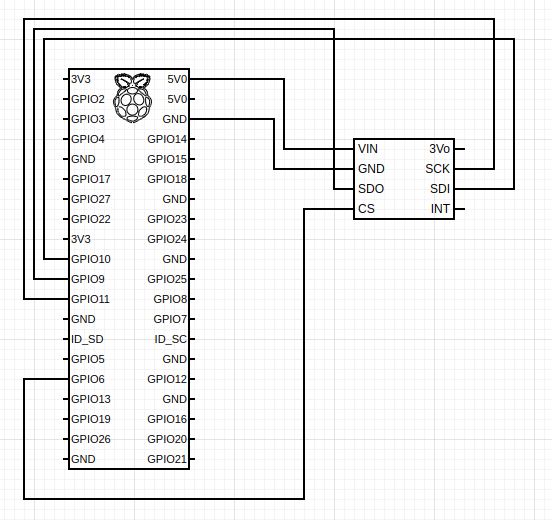 3V3 5V0
GPIO2 5V0
GPIO3 GND
GPIO4 GPIO14
GND GPIO15
GPIO17 GPIO18
GPIO27 GND
GPIO22 GPIO23
3V3 GPIO24
GPIO10 GND
GPIO9 GPIO25
GPIO11 GPIO8
GND GPIO7
ID_SD ID_SC
GPIO5 GND
GPIO6 GPIO12
GPIO13 GND
GPIO19 GPIO16
GPIO26 GPIO20
GND GPIO21
VIN 3Vo
GND SCK
SDO SDI
CS INT